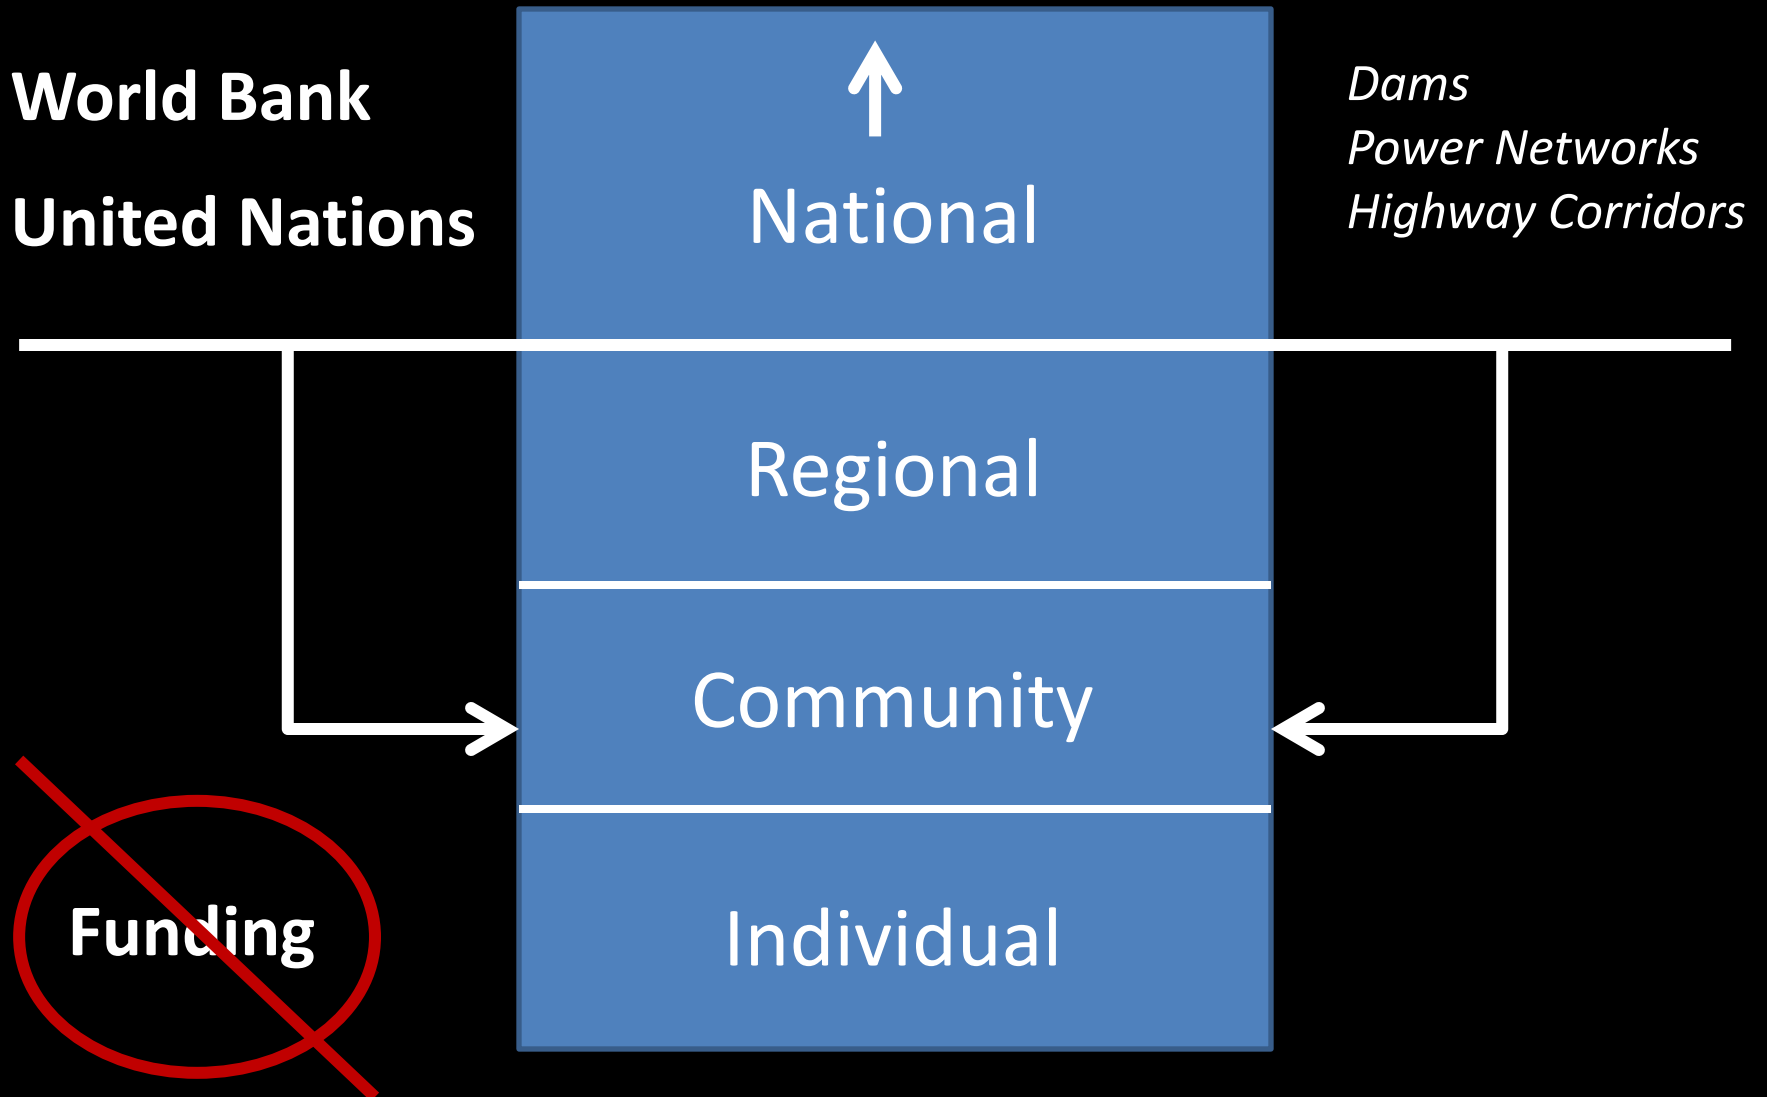 World Bank
United Nations
National
Dams
Power Networks
Highway Corridors
Regional
Community
Individual
Funding